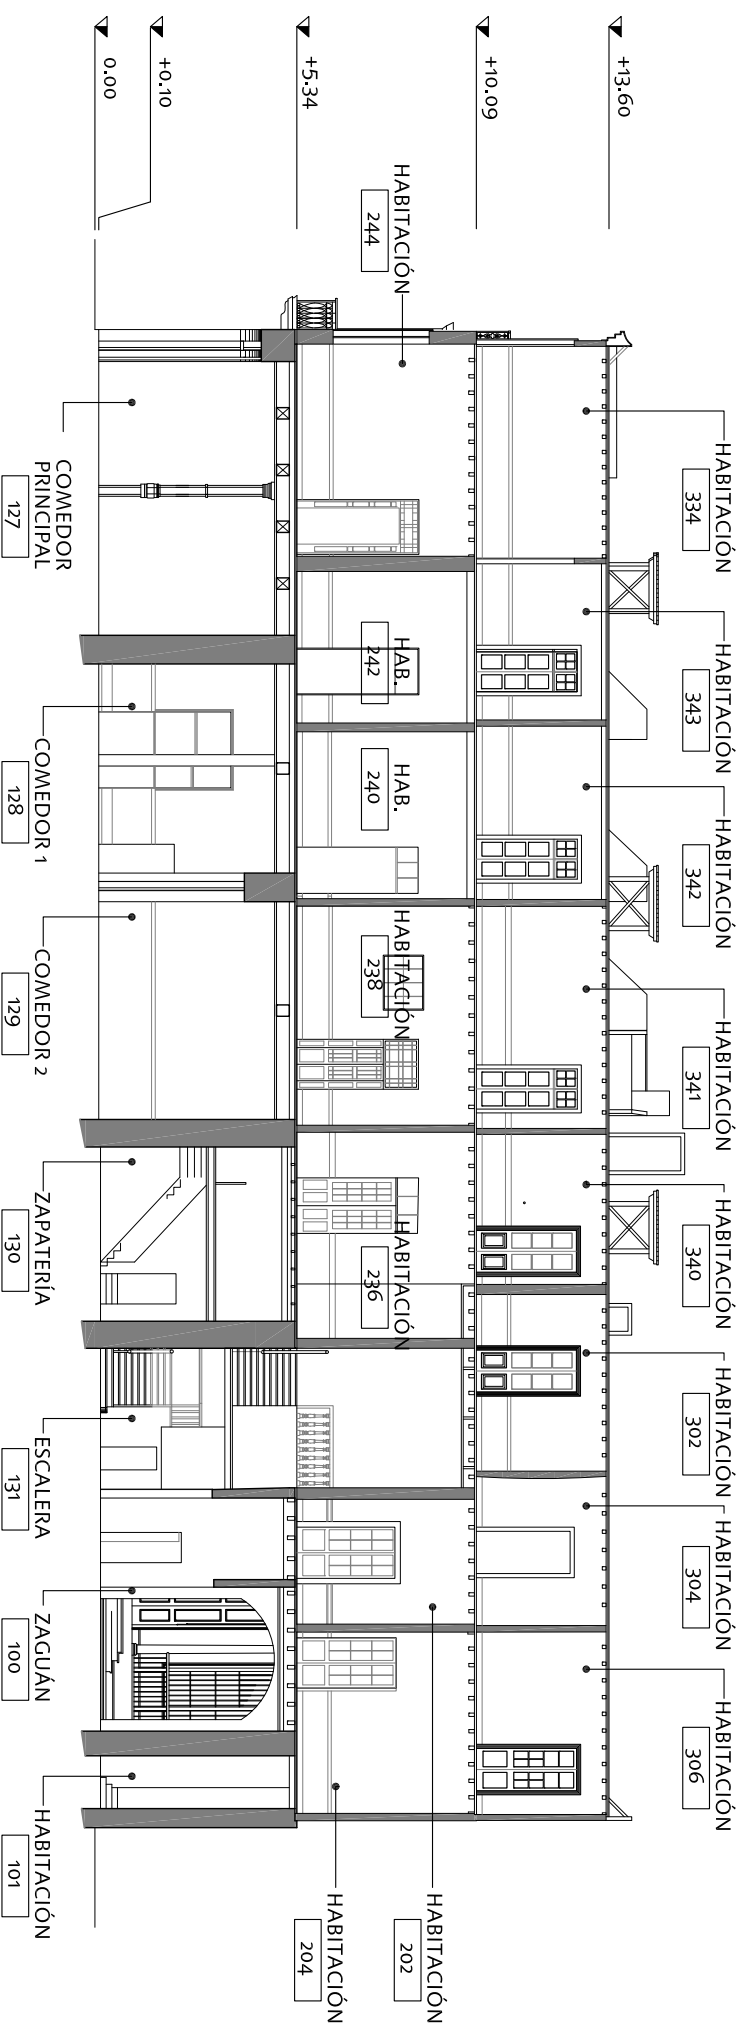 +13.60
+10.09
+5.34
+0.10
0.00
HABITACIÓN
334
HABITACIÓN
343
HABITACIÓN
342
HABITACIÓN
341
HABITACIÓN
340
HABITACIÓN
302
HABITACIÓN
304
HABITACIÓN
306
HABITACIÓN
244
HAB.
242
HAB.
240
HABITACIÓN
238
HABITACIÓN
236
HABITACIÓN
202
HABITACIÓN
204
COMEDOR
PRINCIPAL
127
COMEDOR 1
128
COMEDOR 2
129
ZAPATERÍA
130
ESCALERA
131
ZAGUÁN
100
HABITACIÓN
101